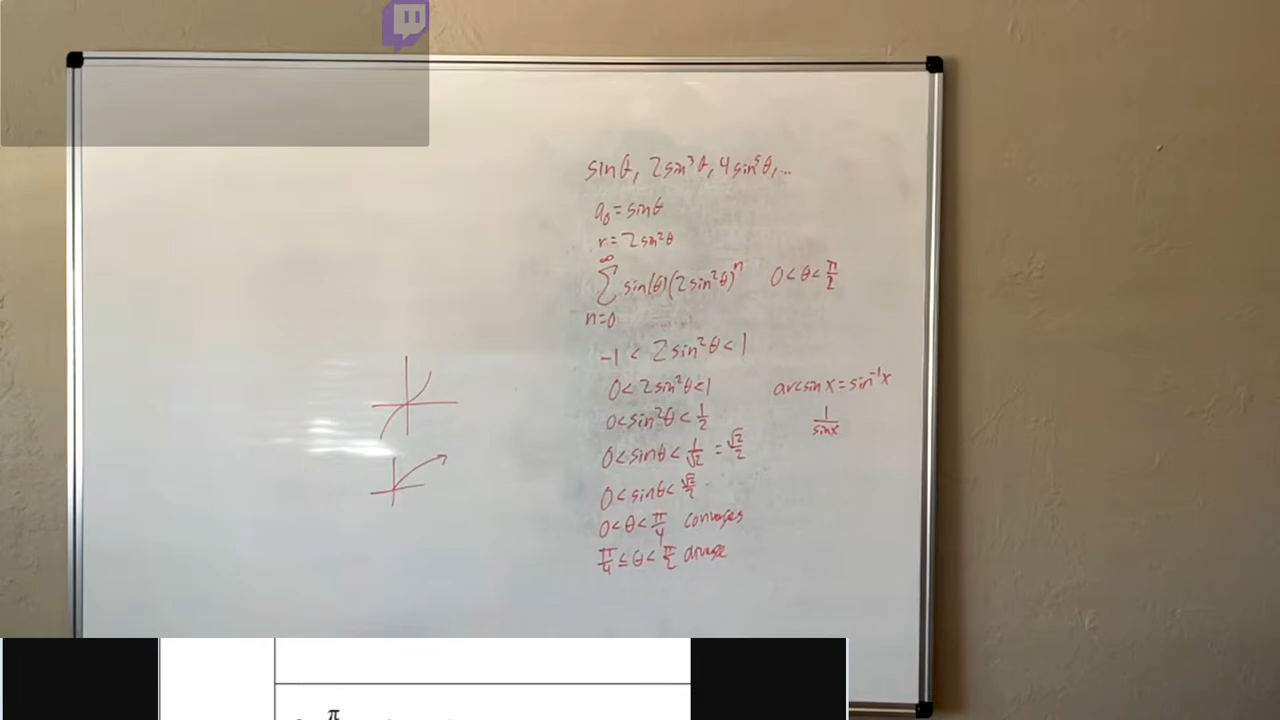 sinθ, 2sin³θ, 4sin⁵θ,...
a₀ = sinθ
r = 2sin²θ
∞
∑ sin(θ)(2sin²θ)ⁿ 0 < θ < π/2
n=0
-1 < 2sin²θ < 1
0 < 2sin²θ < 1 arcsin x = sin⁻¹x
0 < sin²θ < 1/2 1/sinx
0 < sinθ < 1/√2 = √2/2
0 < sinθ < √2/2
0 < θ < π/4 converges
π/4 ≤ θ < π/2 diverge
π